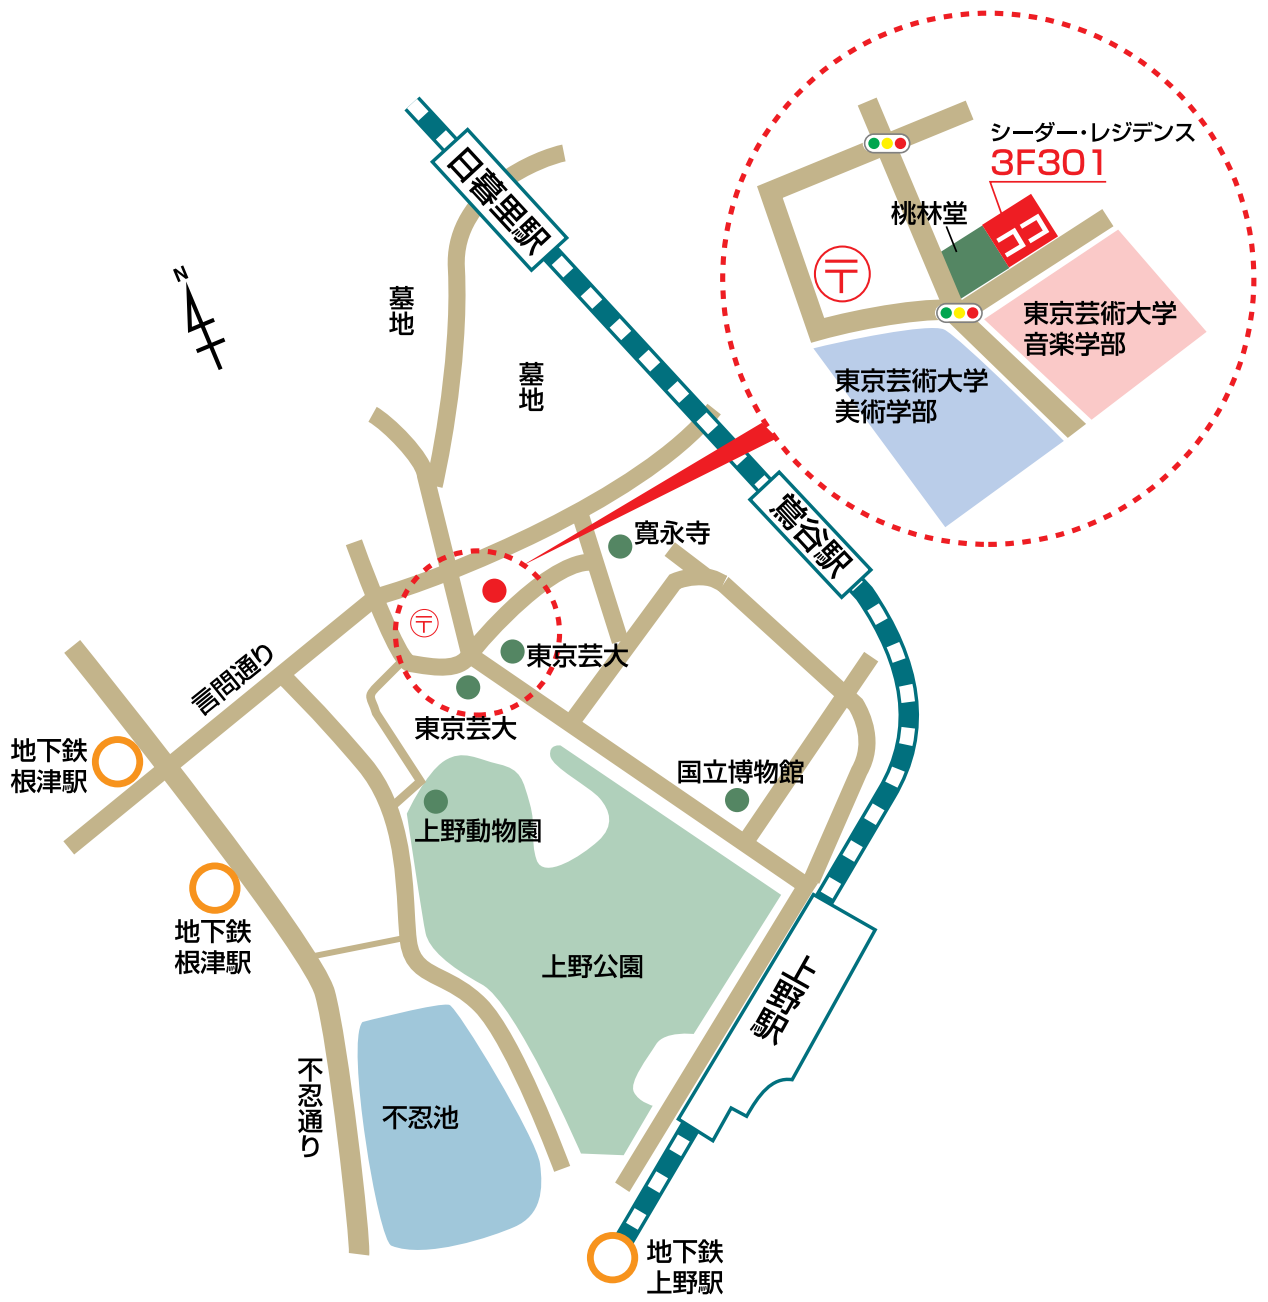 シーダー・レジデンス
3F301
日暮里駅
桃林堂
ココ
〒
N
墓地
東京芸術大学
音楽学部
墓地
東京芸術大学
美術学部
鶯谷駅
寛永寺
〒
東京芸大
言問通り
東京芸大
地下鉄
根津駅
国立博物館
上野動物園
地下鉄
根津駅
上野公園
上野駅
不忍通り
不忍池
地下鉄
上野駅